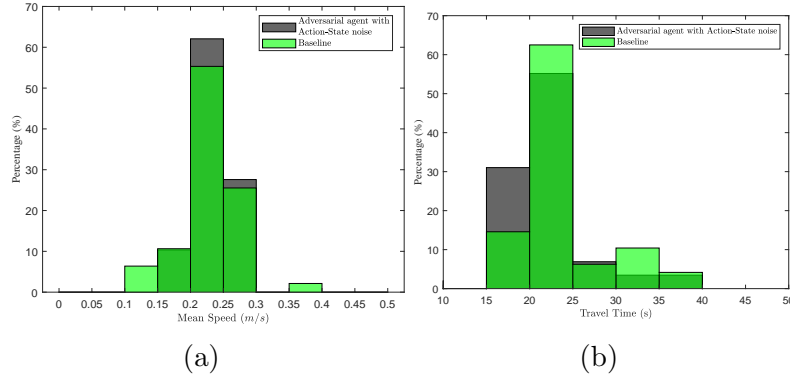 70
60
50
40
30
20
10
0
Percentage (%)
0 0.05 0.1 0.15 0.2 0.25 0.3 0.35 0.4 0.45 0.5
Mean Speed (m/s)
Adversarial agent with
Action-State noise
Baseline
(a)
70
60
50
40
30
20
10
0
Percentage (%)
10 15 20 25 30 35 40 45 50
Travel Time (s)
Adversarial agent with Action-State noise
Baseline
(b)